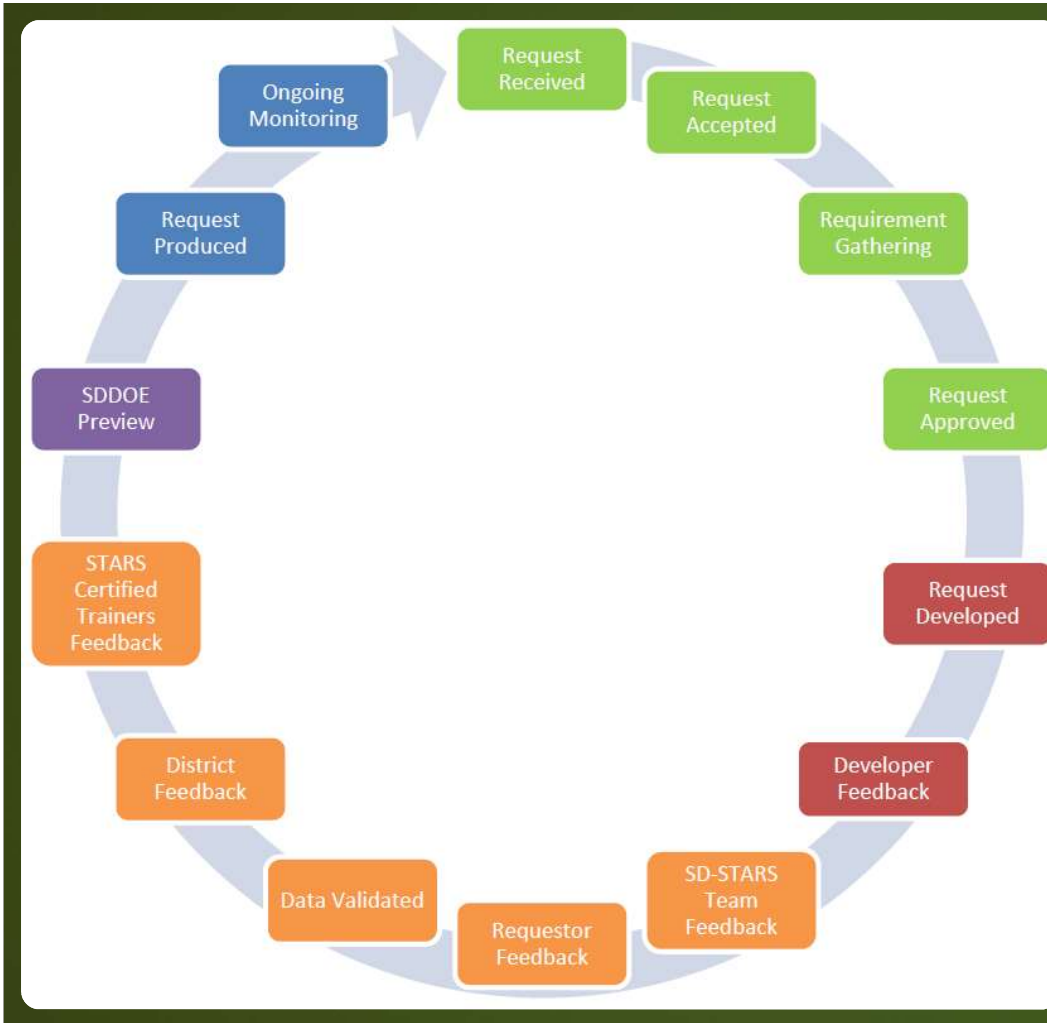 Request
Received
Request
Accepted
Requirement
Gathering
Request
Approved
Request
Developed
Developer
Feedback
SD-STARS
Team
Feedback
Requestor
Feedback
Data Validated
District
Feedback
STARS
Certified
Trainers
Feedback
SDDOE
Preview
Request
Produced
Ongoing
Monitoring